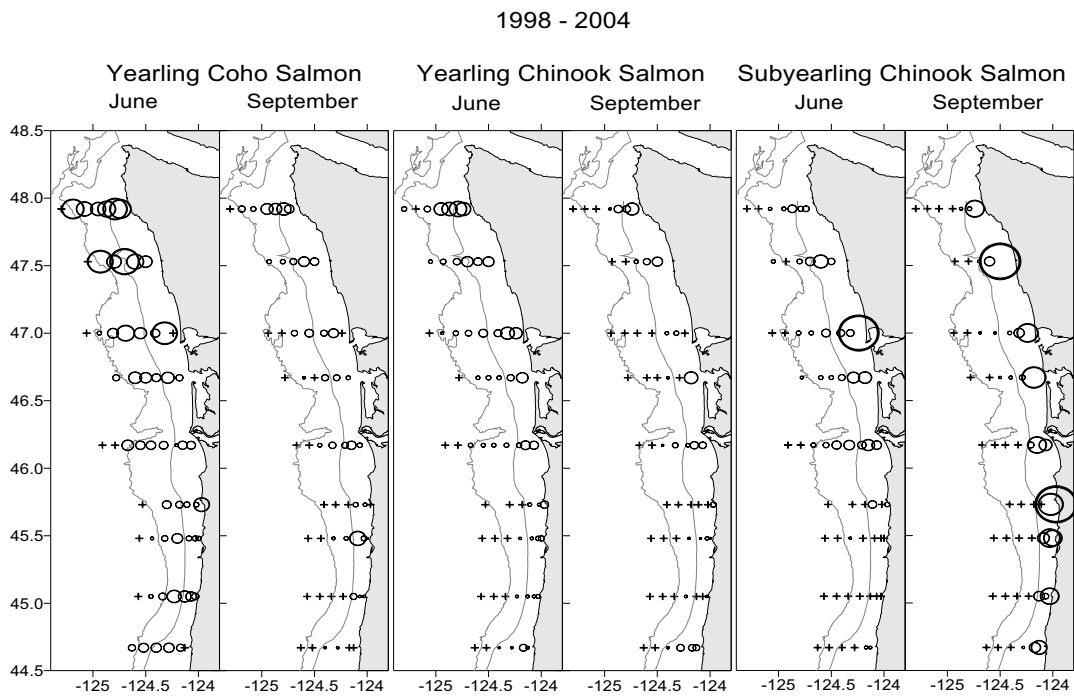 1998 - 2004
Yearling Coho Salmon Yearling Chinook Salmon Subyearling Chinook Salmon
June September June September June September
48.5
48.0
47.5
47.0
46.5
46.0
45.5
45.0
44.5
-125 -124.5 -124 -125 -124.5 -124 -125 -124.5 -124 -125 -124.5 -124 -125 -124.5 -124 -125 -124.5 -124